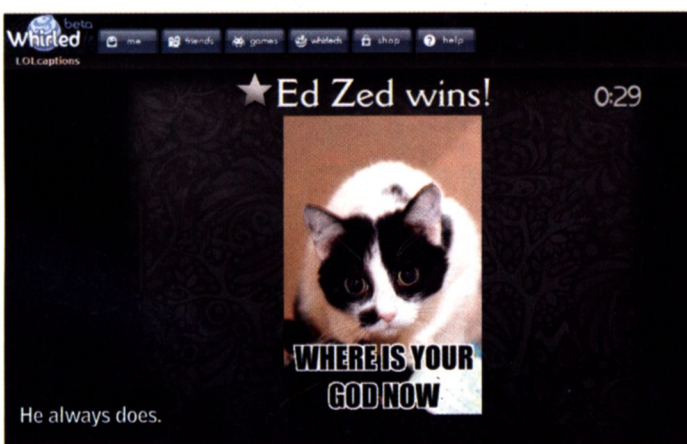 beta
Whirled
me friends games whirleds shop help
LOLcaptions
Ed Zed wins!
0:29
WHERE IS YOUR
GOD NOW
He always does.